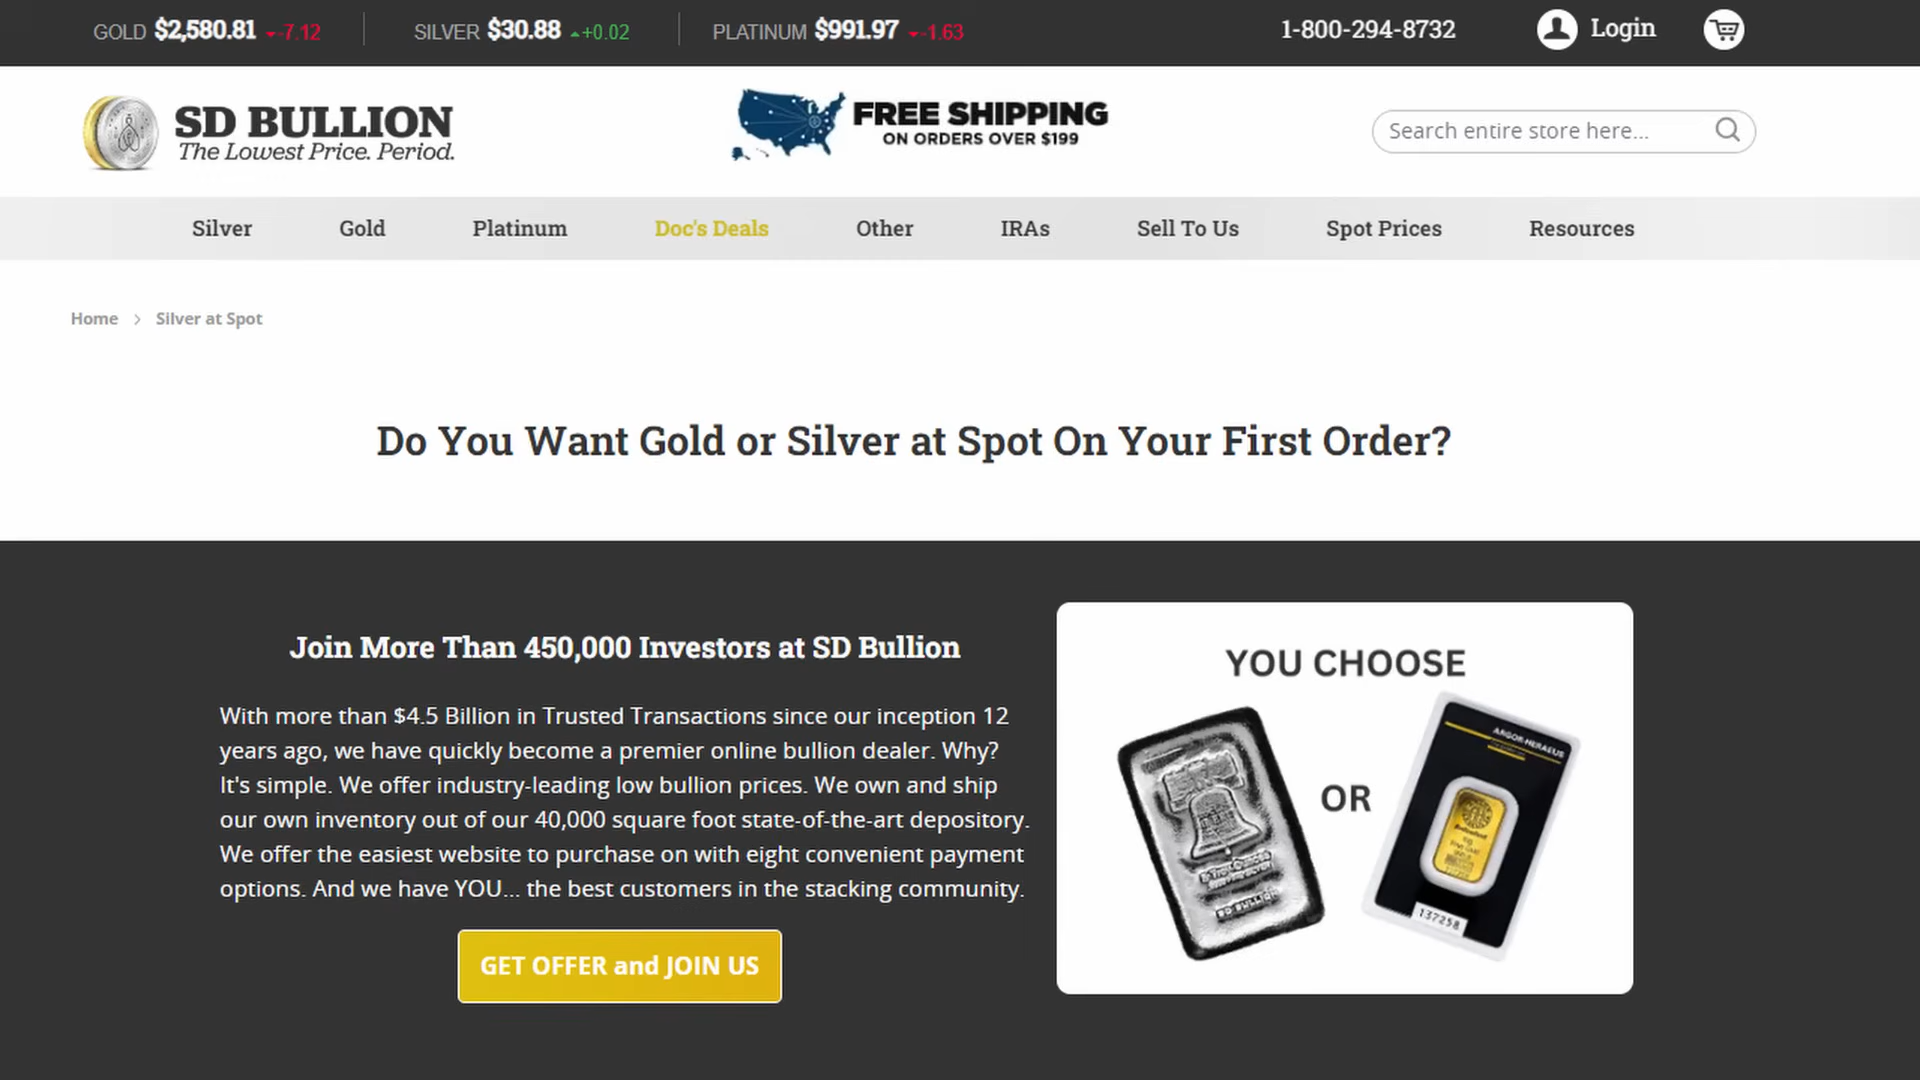 GOLD $2,580.81 -7.12
SILVER $30.88 +0.02
PLATINUM $991.97 -1.63
1-800-294-8732
Login
SD BULLION
The Lowest Price. Period.
FREE SHIPPING
ON ORDERS OVER $199
Search entire store here...
Silver
Gold
Platinum
Doc's Deals
Other
IRAs
Sell To Us
Spot Prices
Resources
Home > Silver at Spot
Do You Want Gold or Silver at Spot On Your First Order?
Join More Than 450,000 Investors at SD Bullion
With more than $4.5 Billion in Trusted Transactions since our inception 12
years ago, we have quickly become a premier online bullion dealer. Why?
It's simple. We offer industry-leading low bullion prices. We own and ship
our own inventory out of our 40,000 square foot state-of-the-art depository.
We offer the easiest website to purchase on with eight convenient payment
options. And we have YOU... the best customers in the stacking community.
GET OFFER and JOIN US
YOU CHOOSE
OR
SD BULLION
ARGOR-HERAEUS
137258